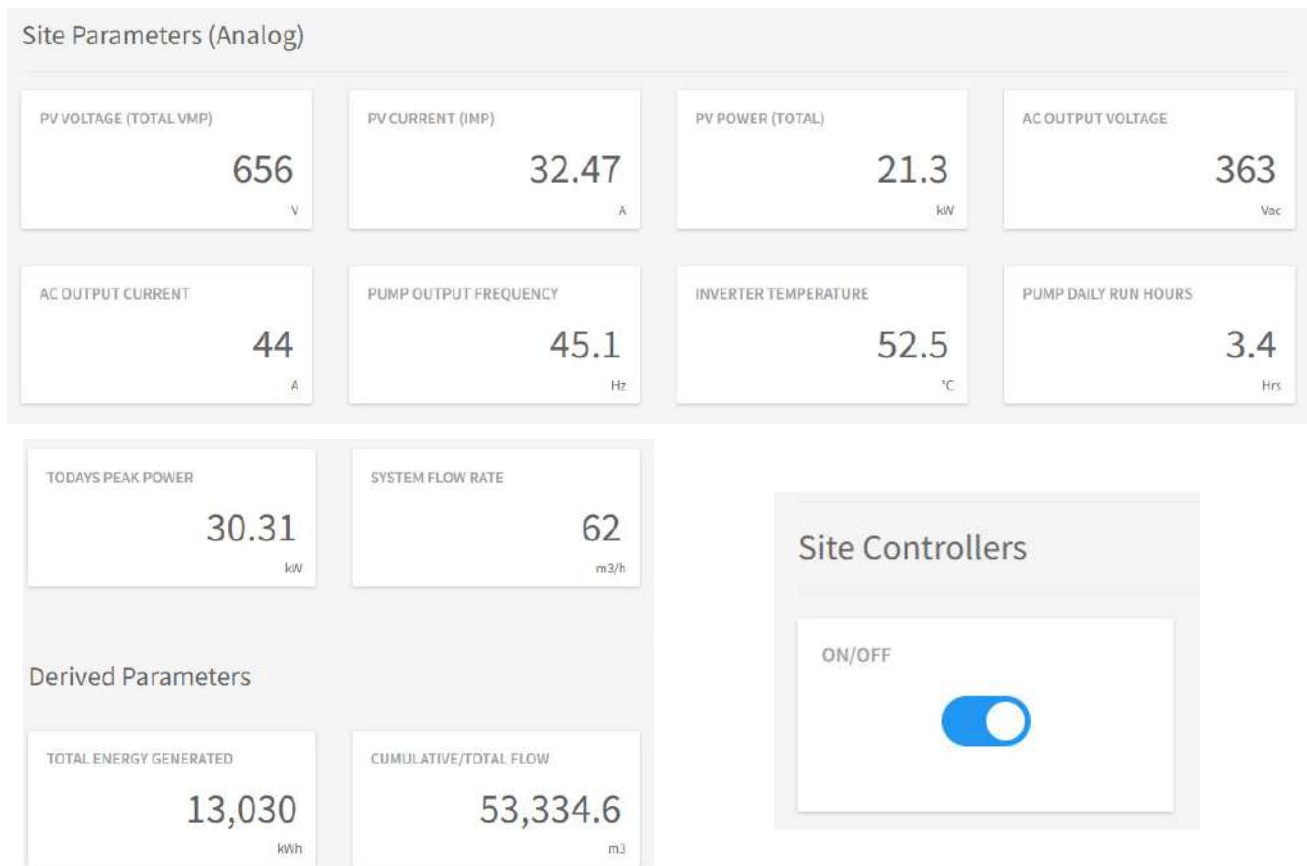 Site Parameters (Analog)
PV VOLTAGE (TOTAL VMP)
656
V
PV CURRENT (IMP)
32.47
A
PV POWER (TOTAL)
21.3
kW
AC OUTPUT VOLTAGE
363
Vac
AC OUTPUT CURRENT
44
A
PUMP OUTPUT FREQUENCY
45.1
Hz
INVERTER TEMPERATURE
52.5
°C
PUMP DAILY RUN HOURS
3.4
Hrs
TODAYS PEAK POWER
30.31
kW
SYSTEM FLOW RATE
62
m3/h
Derived Parameters
TOTAL ENERGY GENERATED
13,030
kWh
CUMULATIVE/TOTAL FLOW
53,334.6
m3
Site Controllers
ON/OFF